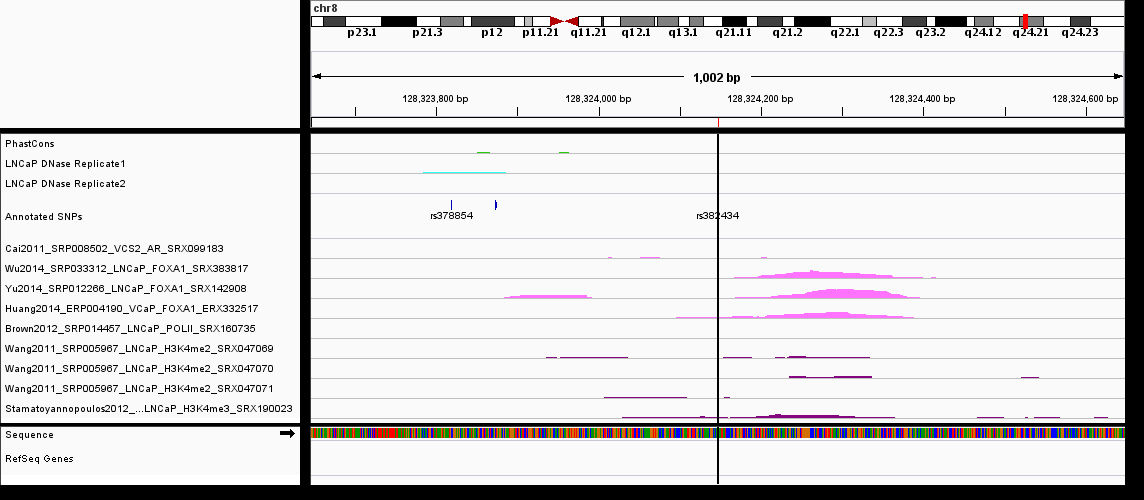 chr8
p23.1 p21.3 p12 p11.21 q11.21 q12.1 q13.1 q21.11 q21.2 q22.1 q22.3 q23.2 q24.12 q24.21 q24.23
1,002 bp
128,323,800 bp 128,324,000 bp 128,324,200 bp 128,324,400 bp 128,324,600 bp
PhastCons
LNCaP DNase Replicate1
LNCaP DNase Replicate2
Annotated SNPs
rs378854 rs382434
Cai2011_SRP008502_VCS2_AR_SRX099183
Wu2014_SRP033312_LNCaP_FOXA1_SRX383817
Yu2014_SRP012266_LNCaP_FOXA1_SRX142908
Huang2014_ERP004190_VCaP_FOXA1_ERX332517
Brown2012_SRP014457_LNCaP_POLII_SRX160735
Wang2011_SRP005967_LNCaP_H3K4me2_SRX047069
Wang2011_SRP005967_LNCaP_H3K4me2_SRX047070
Wang2011_SRP005967_LNCaP_H3K4me2_SRX047071
Stamatoyannopoulos2012_...LNCaP_H3K4me3_SRX190023
Sequence
RefSeq Genes